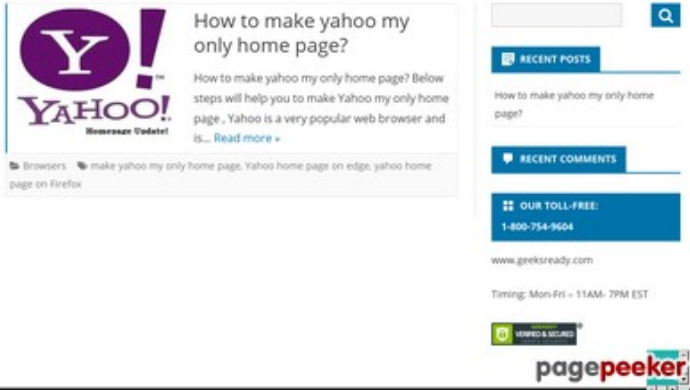 Y!
YAHOO!
Homepage Update!
How to make yahoo my
only home page?
How to make yahoo my only home page? Below
steps will help you to make Yahoo my only home
page , Yahoo is a very popular web browser and
is... Read more »
Browsers make yahoo my only home page, Yahoo home page on edge, yahoo home
page on Firefox
RECENT POSTS
How to make yahoo my only home
page?
RECENT COMMENTS
OUR TOLL-FREE:
1-800-754-9604
www.geeksready.com
Timing: Mon-Fri – 11AM- 7PM EST
VERIFIED & SECURED
pagepeeker